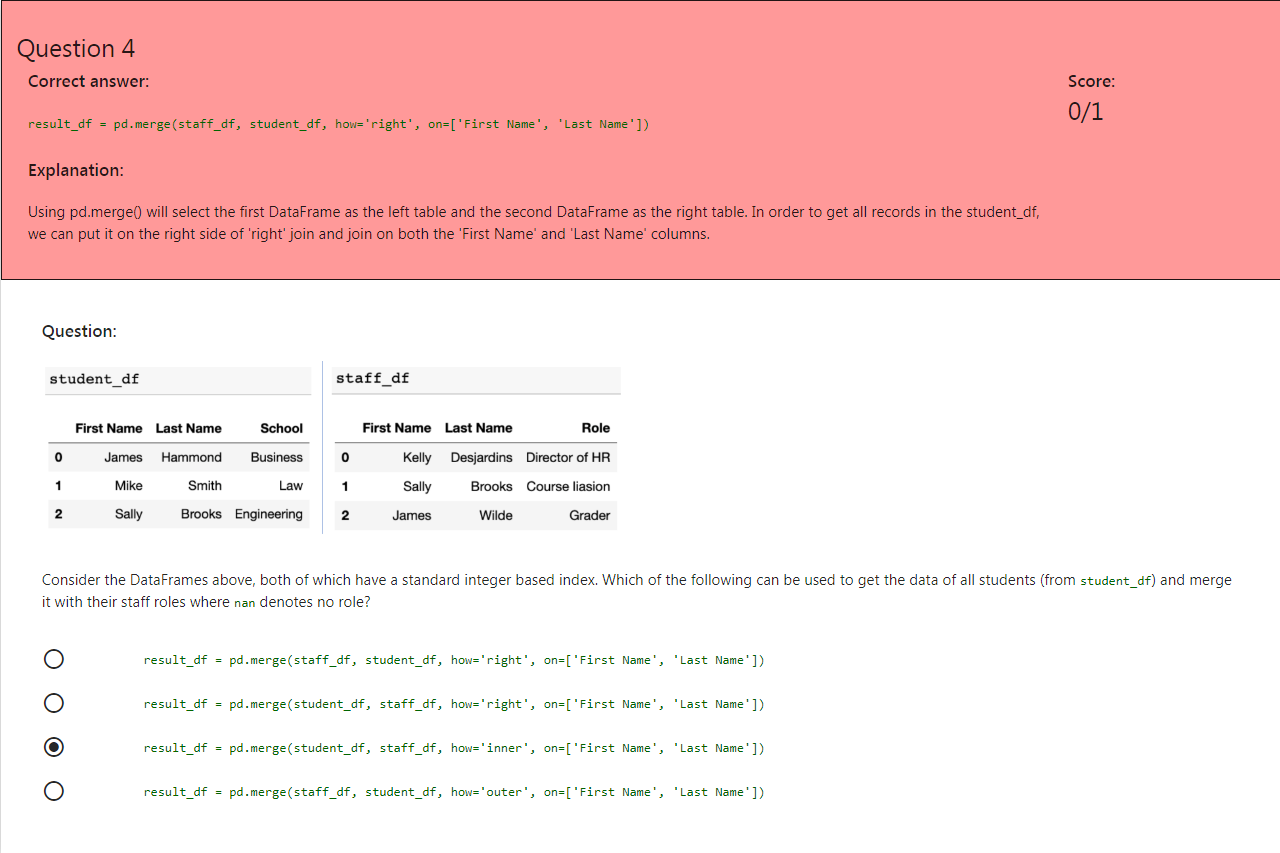 Question 4
Correct answer:
Score:
result_df = pd.merge(staff_df, student_df, how='right', on=['First Name', 'Last Name'])
0/1
Explanation:
Using pd.merge() will select the first DataFrame as the left table and the second DataFrame as the right table. In order to get all records in the student_df,
we can put it on the right side of 'right' join and join on both the 'First Name' and 'Last Name' columns.
Question:
student_df
First Name Last Name School
0 James Hammond Business
1 Mike Smith Law
2 Sally Brooks Engineering
staff_df
First Name Last Name Role
0 Kelly Desjardins Director of HR
1 Sally Brooks Course liasion
2 James Wilde Grader
Consider the DataFrames above, both of which have a standard integer based index. Which of the following can be used to get the data of all students (from student_df) and merge
it with their staff roles where nan denotes no role?
result_df = pd.merge(staff_df, student_df, how='right', on=['First Name', 'Last Name'])
result_df = pd.merge(student_df, staff_df, how='right', on=['First Name', 'Last Name'])
result_df = pd.merge(student_df, staff_df, how='inner', on=['First Name', 'Last Name'])
result_df = pd.merge(staff_df, student_df, how='outer', on=['First Name', 'Last Name'])